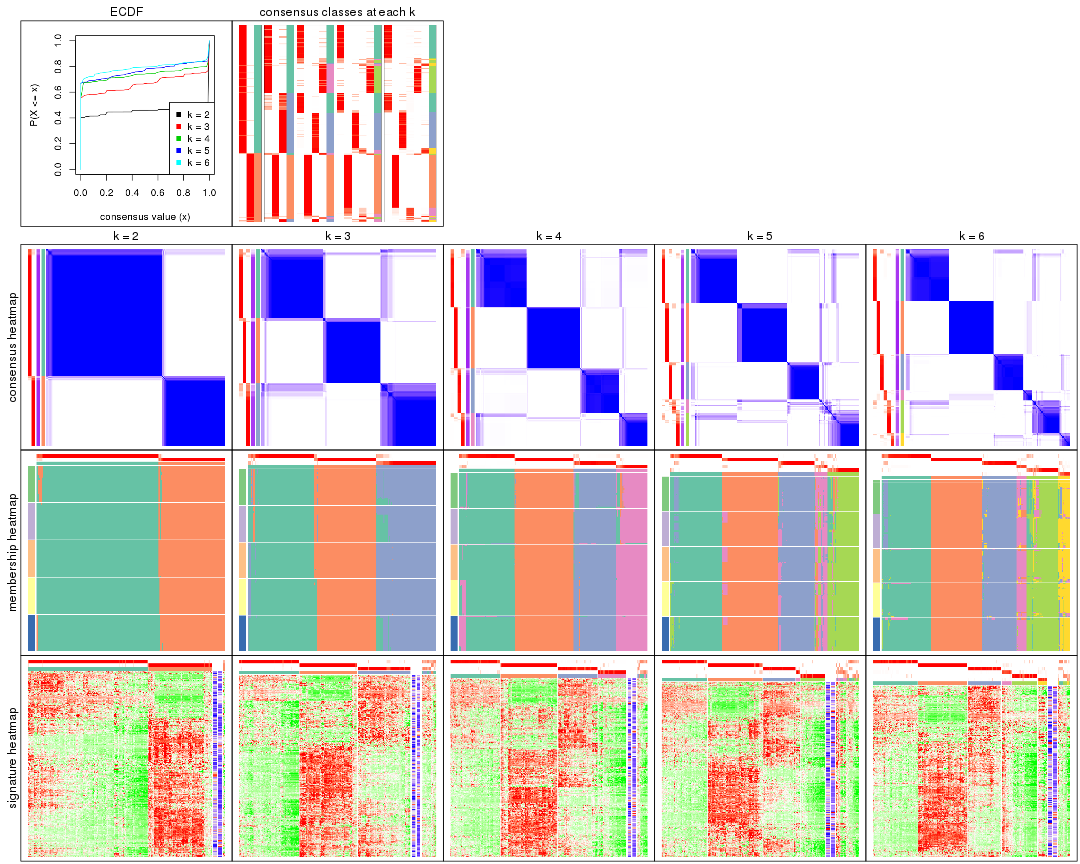 ECDF
consensus classes at each k
P(X <= x)
1.0
0.8
0.6
0.4
0.2
0.0
k = 2
k = 3
k = 4
k = 5
k = 6
0.0 0.2 0.4 0.6 0.8 1.0
consensus value (x)
k = 2
k = 3
k = 4
k = 5
k = 6
consensus heatmap
membership heatmap
signature heatmap